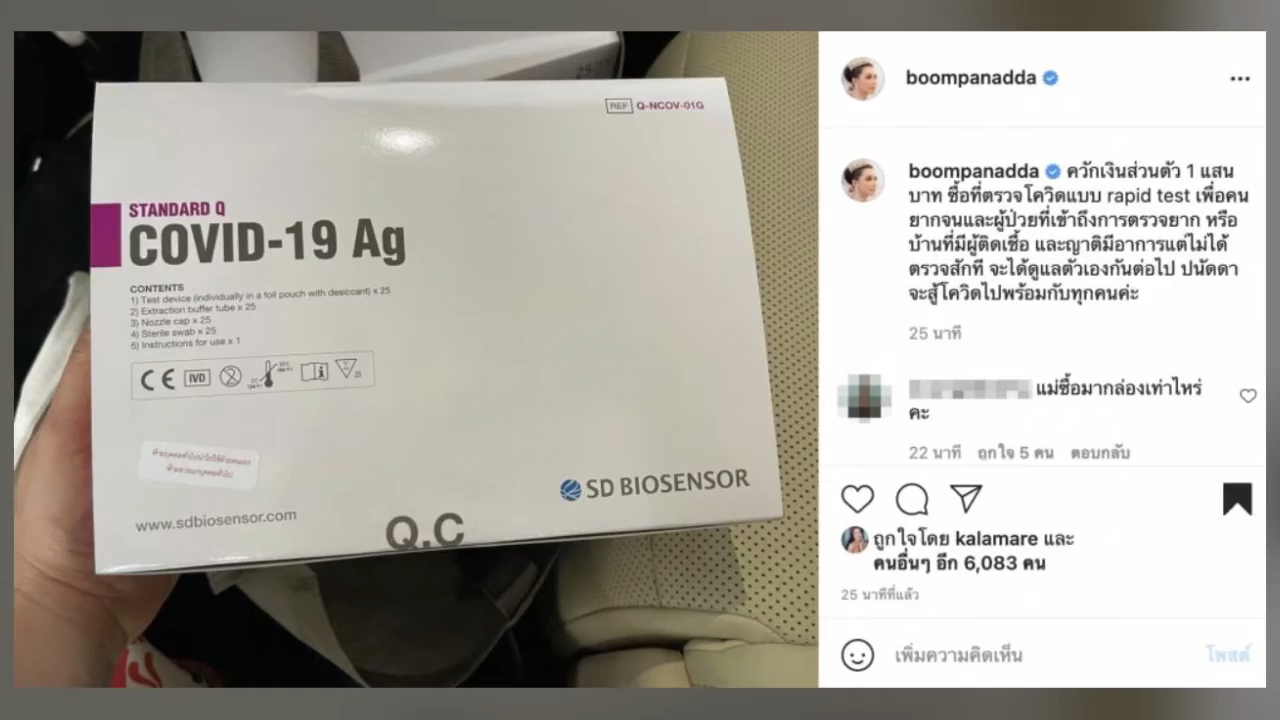 REF Q-NCOV-01G
STANDARD Q
COVID-19 Ag
CONTENTS
1) Test device (individually in a foil pouch with desiccant) x 25
2) Extraction buffer tube x 25
3) Nozzle cap x 25
4) Sterile swab x 25
5) Instructions for use x 1
CE IVD
25
SD BIOSENSOR
www.sdbiosensor.com
Q.C
boompanadda
boompanadda ควักเงินส่วนตัว 1 แสน
บาท ซื้อที่ตรวจโควิดแบบ rapid test เพื่อคน
ยากจนและผู้ป่วยที่เข้าถึงการตรวจยาก หรือ
บ้านที่มีผู้ติดเชื้อ และญาติมีอาการแต่ไม่ได้
ตรวจสักที จะได้ดูแลตัวเองกันต่อไป ปนัดดา
จะสู้โควิดไปพร้อมกับทุกคนค่ะ
25 นาที
แม่ซื้อมากล่องเท่าไหร่
คะ
22 นาที ถูกใจ 5 คน ตอบกลับ
ถูกใจโดย kalamare และ
คนอื่นๆ อีก 6,083 คน
25 นาทีที่แล้ว
เพิ่มความคิดเห็น
โพสต์